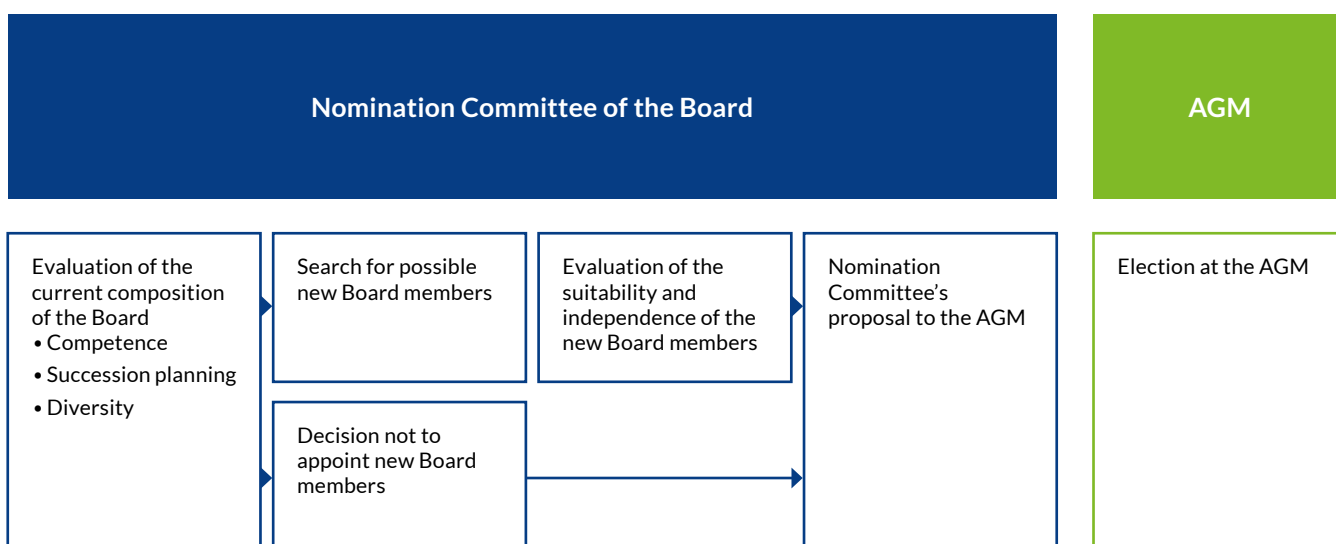 Nomination Committee of the Board
AGM
Evaluation of the
current composition
of the Board
• Competence
• Succession planning
• Diversity
Search for possible
new Board members
Evaluation of the
suitability and
independence of the
new Board members
Nomination
Committee’s
proposal to the AGM
Election at the AGM
Decision not to
appoint new Board
members